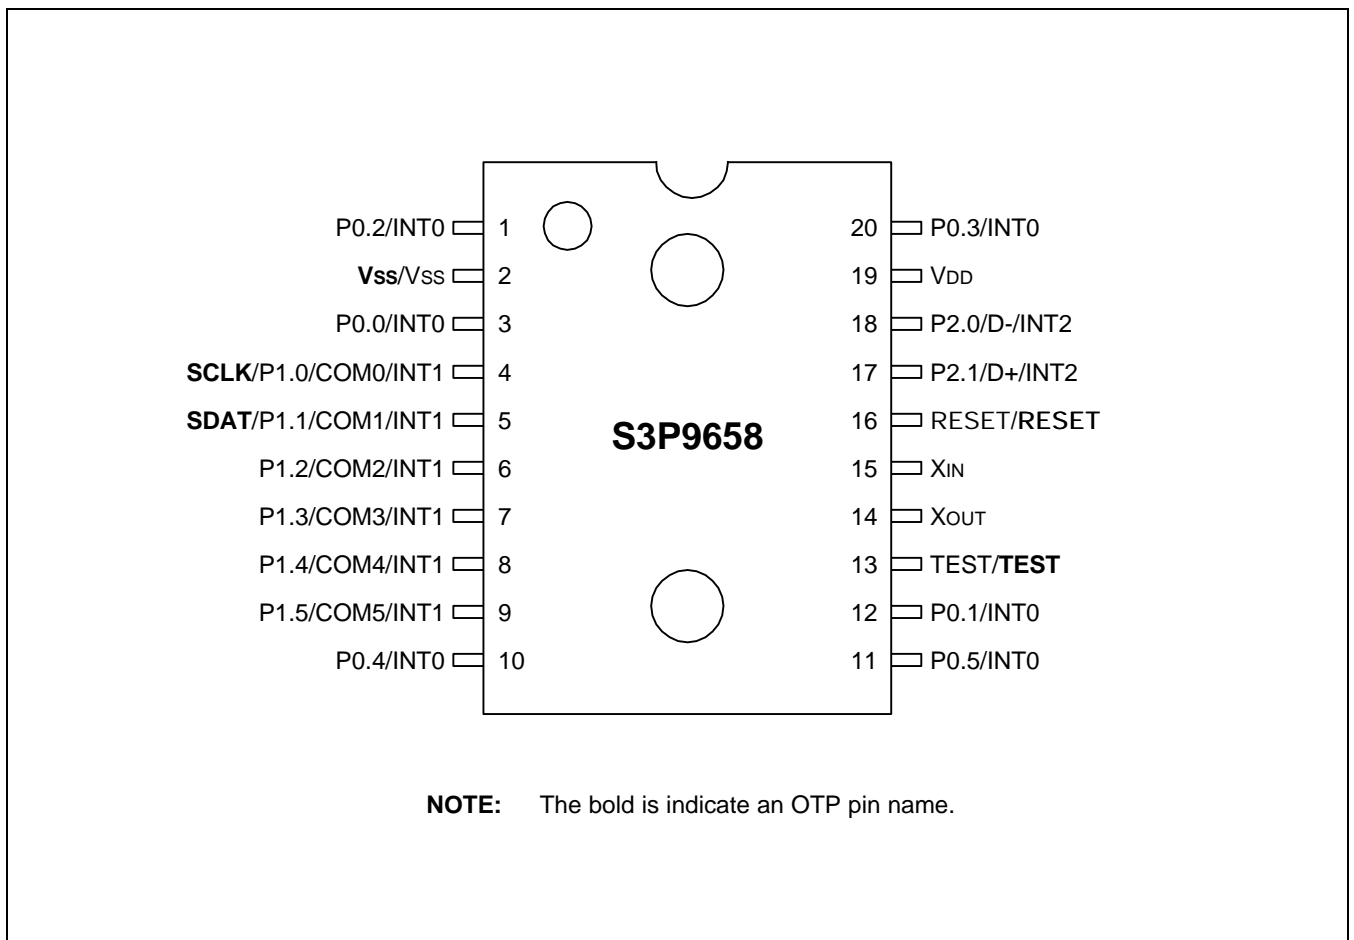 P0.2/INT0 1 20 P0.3/INT0
Vss/Vss 2 19 VDD
P0.0/INT0 3 18 P2.0/D-/INT2
SCLK/P1.0/COM0/INT1 4 17 P2.1/D+/INT2
SDAT/P1.1/COM1/INT1 5 16 RESET/RESET
S3P9658
P1.2/COM2/INT1 6 15 XIN
P1.3/COM3/INT1 7 14 XOUT
P1.4/COM4/INT1 8 13 TEST/TEST
P1.5/COM5/INT1 9 12 P0.1/INT0
P0.4/INT0 10 11 P0.5/INT0
NOTE: The bold is indicate an OTP pin name.